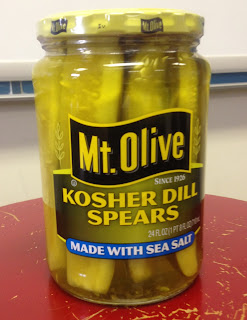 Mt. Olive
SINCE 1926
KOSHER DILL
SPEARS
24 FL OZ (1 PT 8 FL OZ) 710 mL
MADE WITH SEA SALT